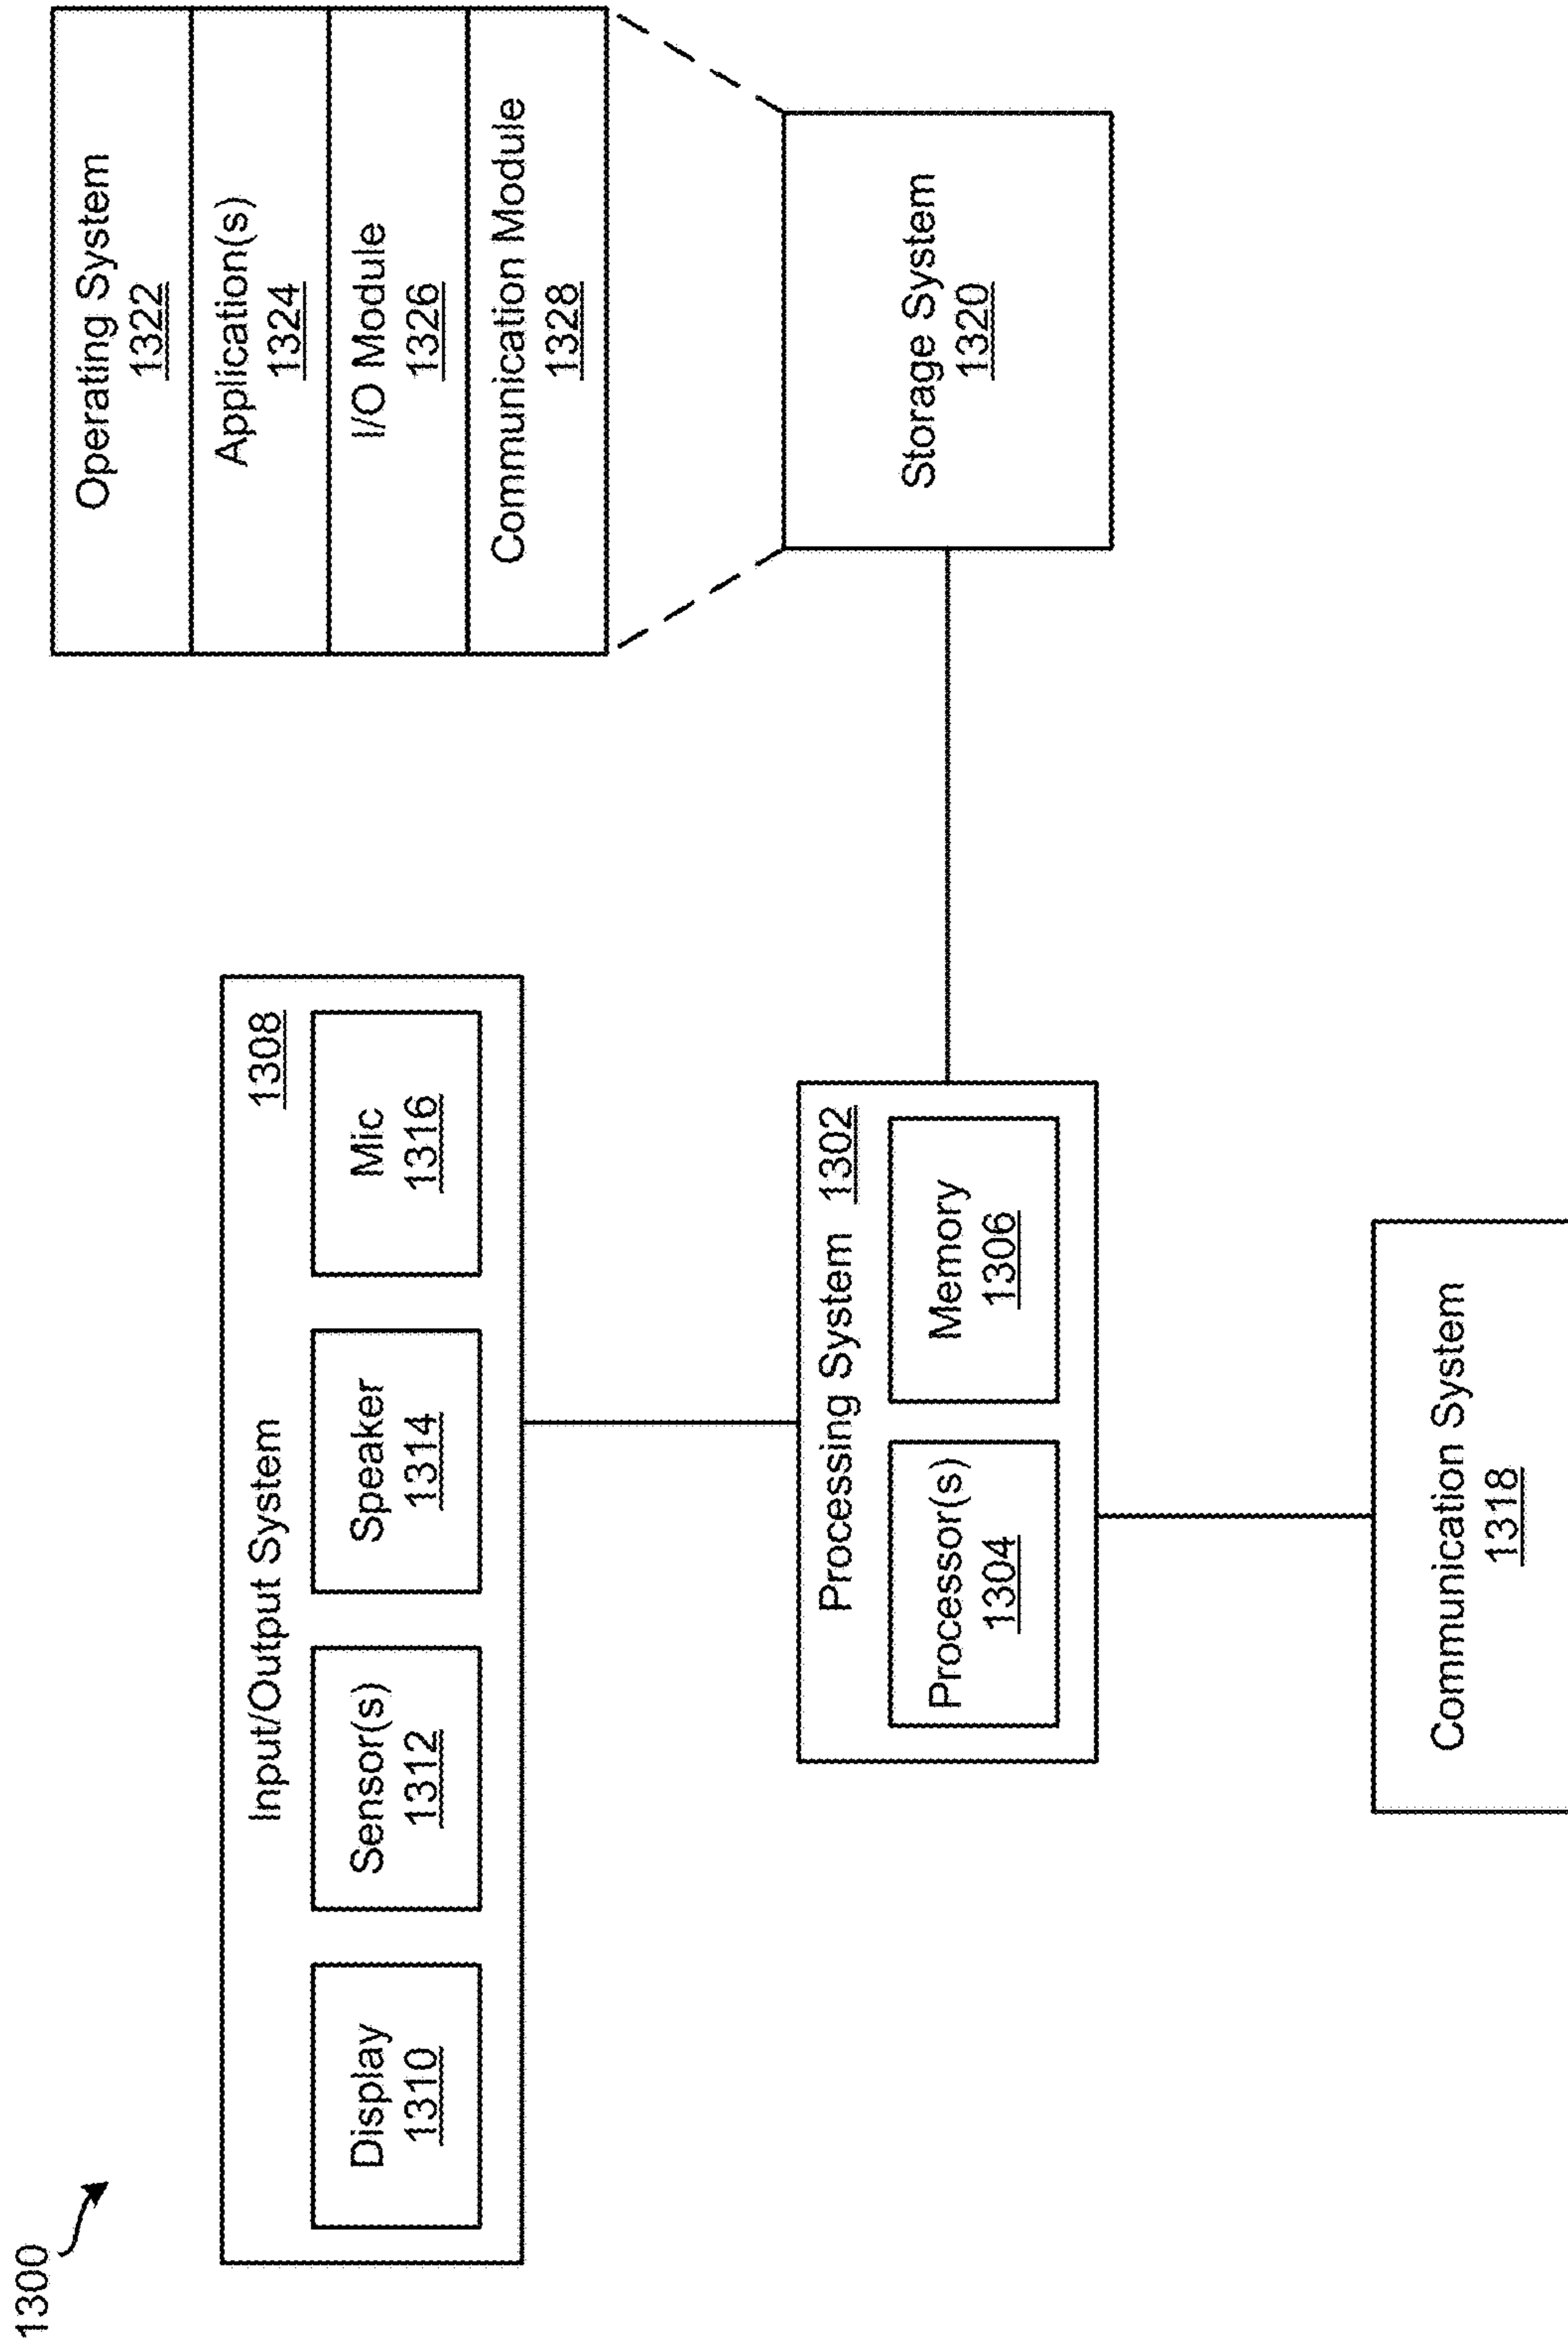 1300
Input/Output System
1308
Display
1310
Sensor(s)
1312
Speaker
1314
Mic
1316
Operating System
1322
Application(s)
1324
I/O Module
1326
Communication Module
1328
Processing System 1302
Processor(s)
1304
Memory
1306
Storage System
1320
Communication System
1318